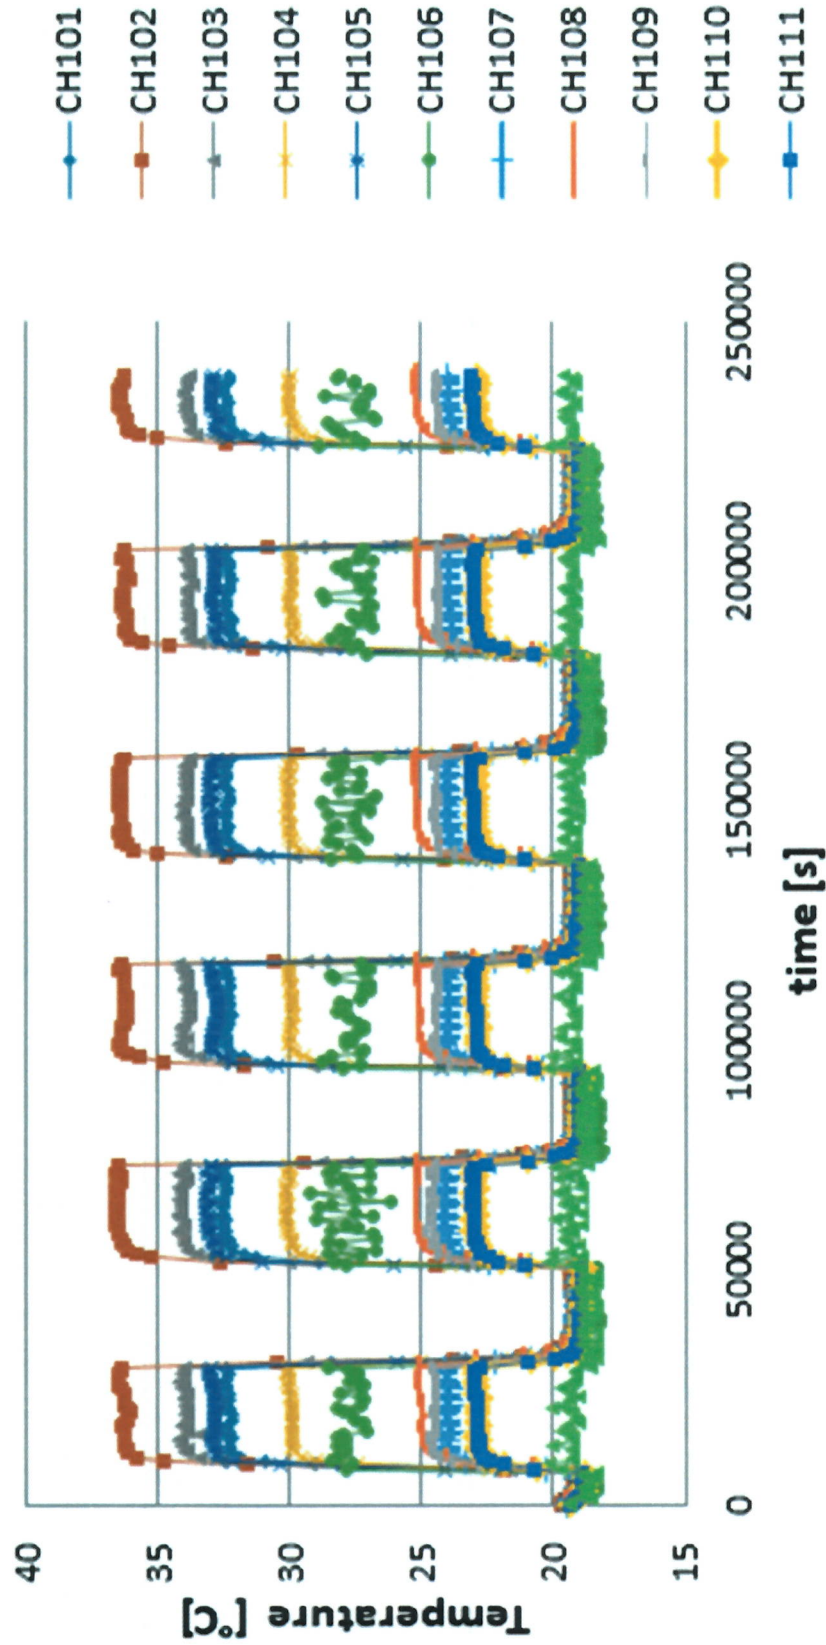 Temperature [°C]
40
35
30
25
20
15
0
50000
100000
150000
200000
250000
time [s]
CH101
CH102
CH103
CH104
CH105
CH106
CH107
CH108
CH109
CH110
CH111